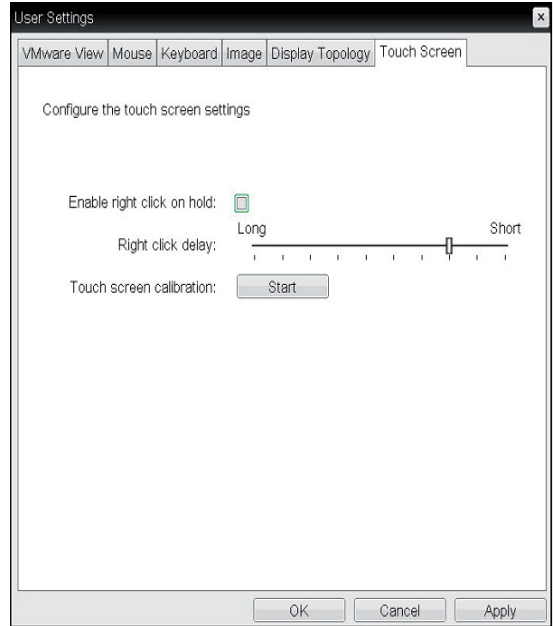 User Settings
VMware View Mouse Keyboard Image Display Topology Touch Screen
Configure the touch screen settings
Enable right click on hold:
Long Short
Right click delay:
Touch screen calibration: Start
OK Cancel Apply